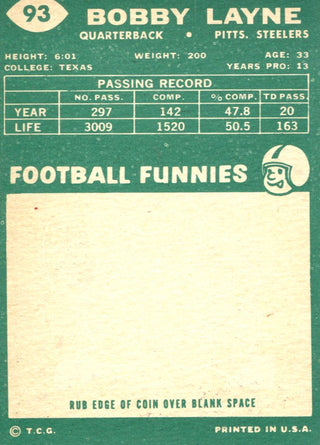 93 BOBBY LAYNE
QUARTERBACK • PITTS. STEELERS
HEIGHT: 6:01 WEIGHT: 200 AGE: 33
COLLEGE: TEXAS YEARS PRO: 13
PASSING RECORD
NO. PASS. COMP. % COMP. TD PASS.
YEAR 297 142 47.8 20
LIFE 3009 1520 50.5 163
FOOTBALL FUNNIES
RUB EDGE OF COIN OVER BLANK SPACE
© T.C.G. PRINTED IN U.S.A.